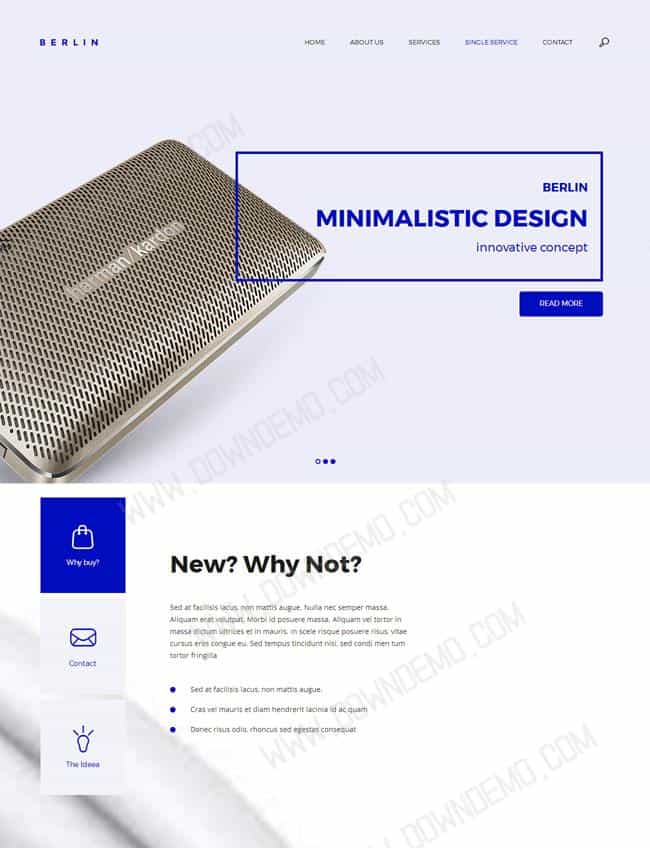 BERLIN
HOME ABOUT US SERVICES SINGLE SERVICE CONTACT
BERLIN
MINIMALISTIC DESIGN
innovative concept
READ MORE
harman/kardon
WWW.DOWNDEMO.COM
Why buy?
Contact
The Ideea
New? Why Not?
Sed at facilisis lacus, non mattis augue. Nulla nec semper massa.
Aliquam erat volutpat. Morbi id posuere massa. Aliquam vel tortor in
massa dictum ultrices et in mauris. In scele risque posuere risus, vitae
cursus eros congue eu. Sed tempus tincidunt nisi, sed condi men tum
tortor fringilla
Sed at facilisis lacus, non mattis augue.
Cras vel mauris et diam hendrerit lacinia id ac quam
Donec risus odio, rhoncus sed egestas consequat
WWW.DOWNDEMO.COM
WWW.DOWNDEMO.COM